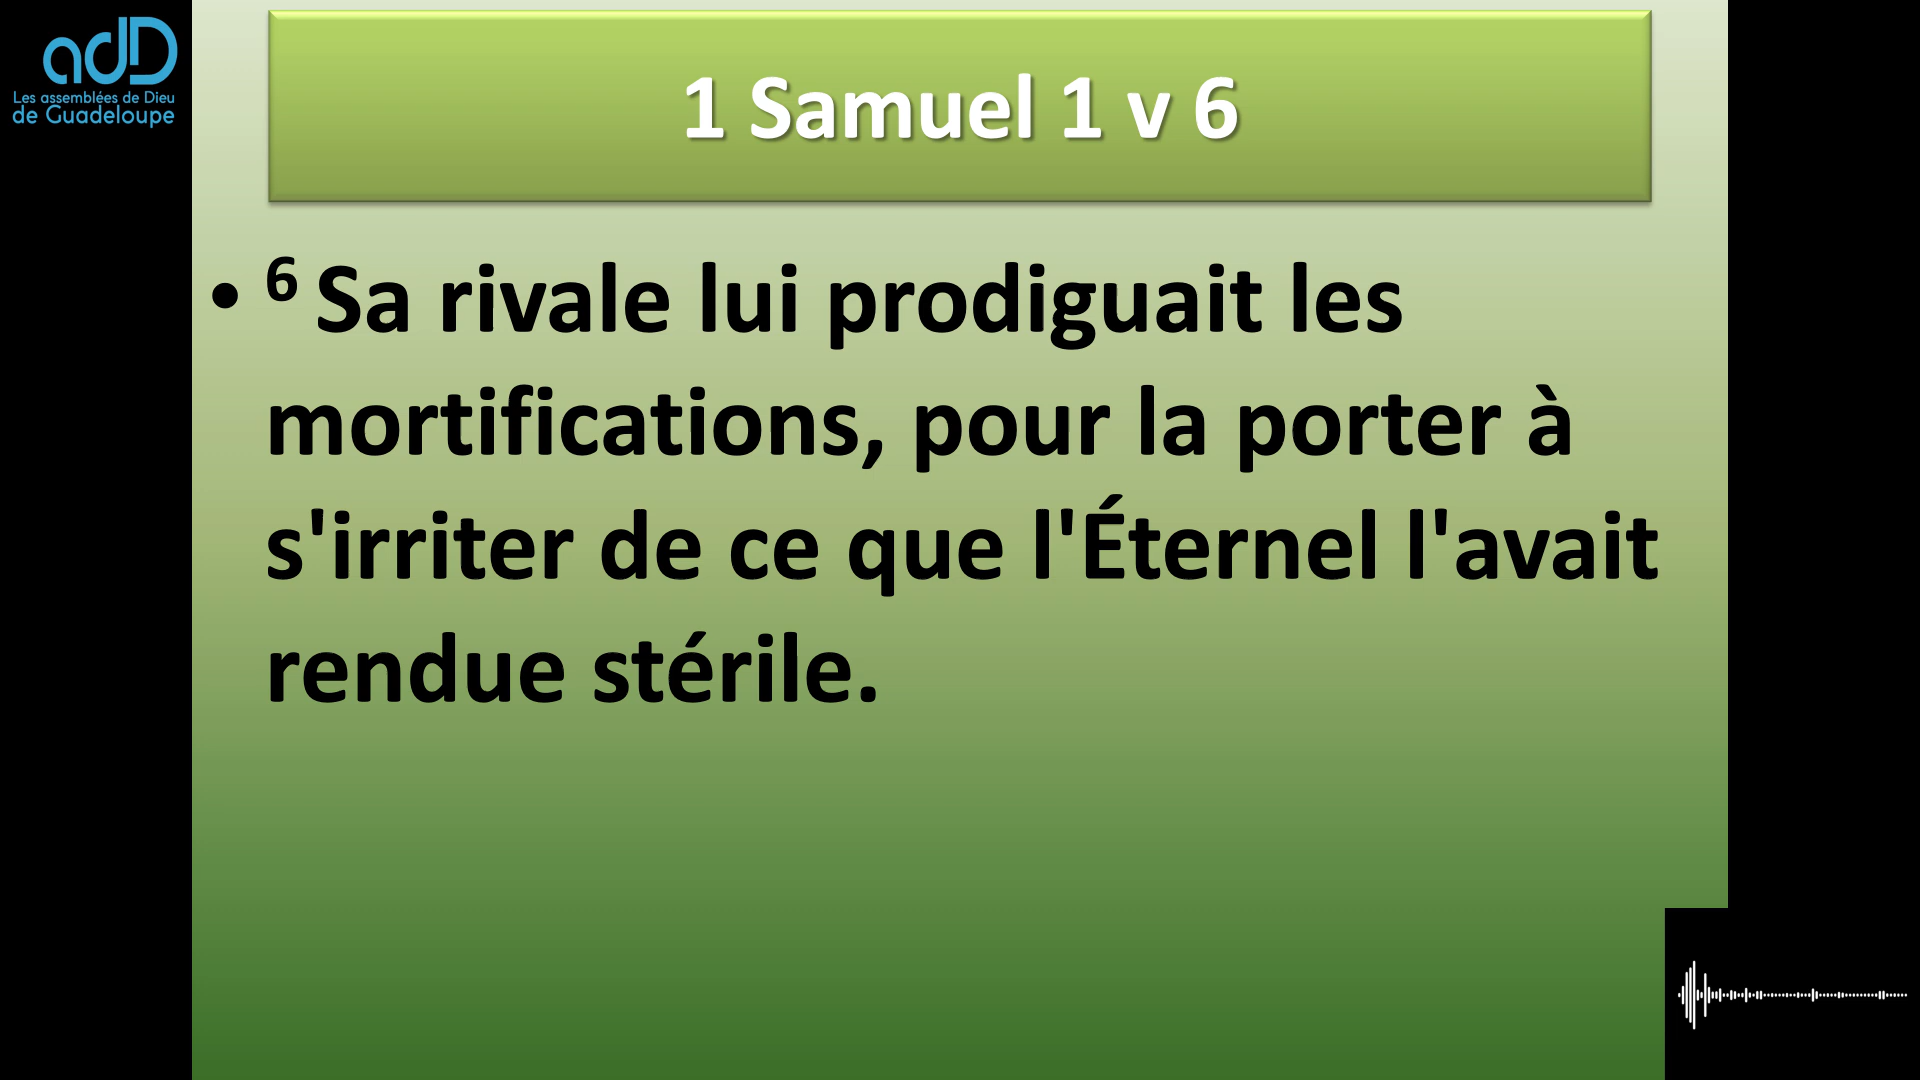 adD
Les assemblées de Dieu
de Guadeloupe
1 Samuel 1 v 6
• 6 Sa rivale lui prodiguait les
mortifications, pour la porter à
s'irriter de ce que l'Éternel l'avait
rendue stérile.